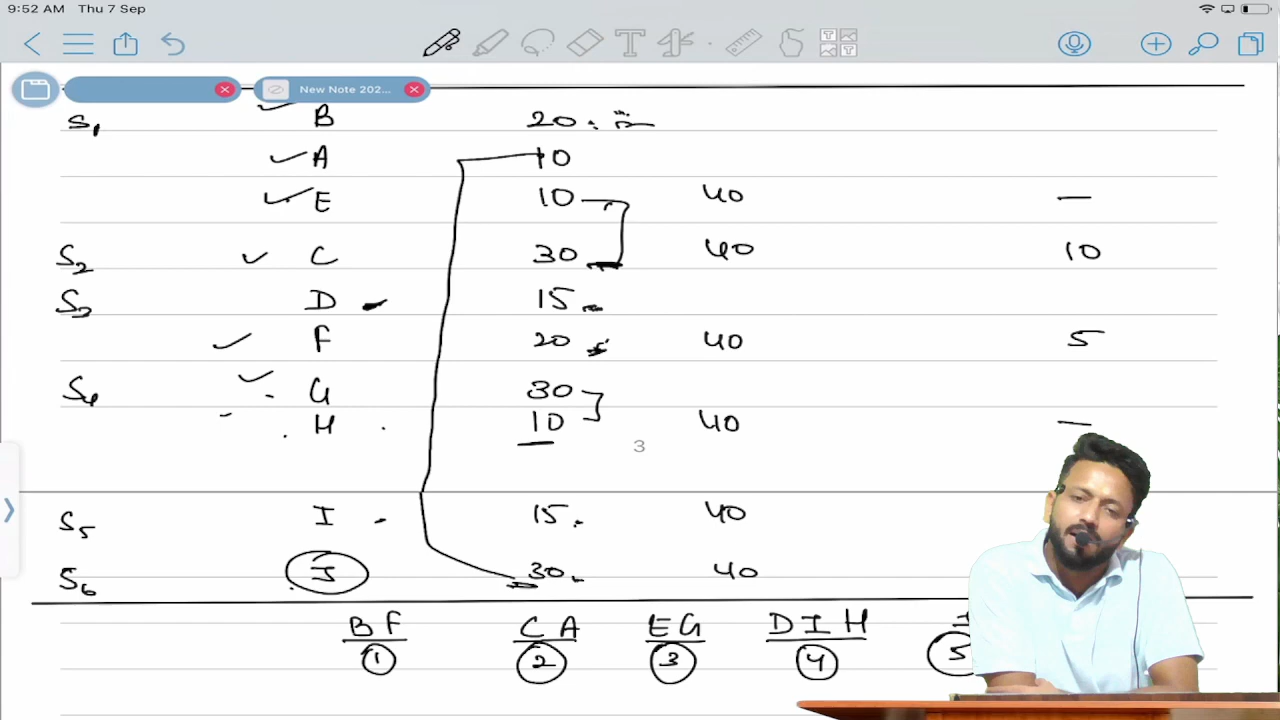 9:52 AM Thu 7 Sep
New Note 202...
S1 B 20
A 10
E 10 40 —
S2 C 30 40 10
S3 D 15
F 20 40 5
S4 G 30
H 10 40 —
3
S5 I 15 40
S6 J 30 40
BF CA EG DIH
1 2 3 4 5